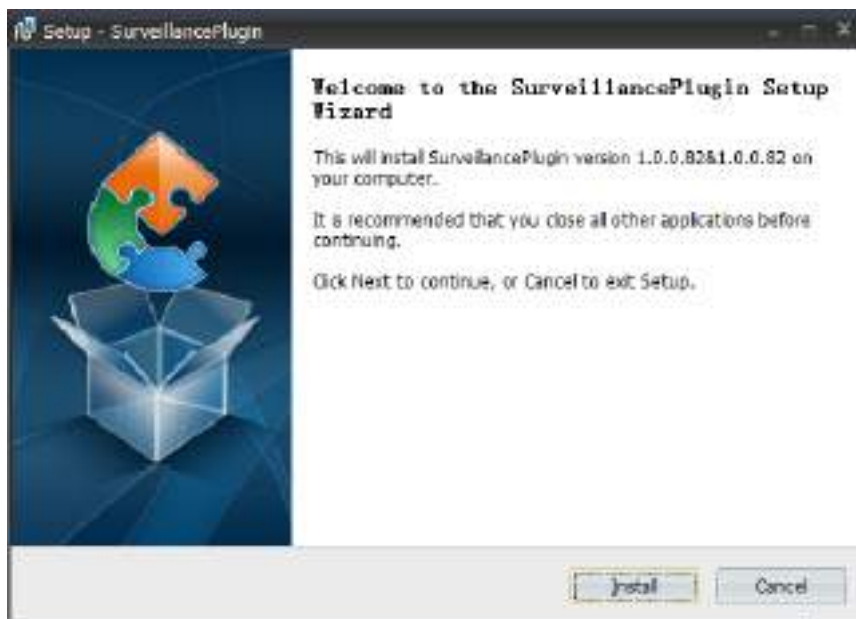 Setup - SurveillancePlugin
Welcome to the SurveillancePlugin Setup
Wizard
This will install SurveillancePlugin version 1.0.0.82&1.0.0.82 on
your computer.
It is recommended that you close all other applications before
continuing.
Click Next to continue, or Cancel to exit Setup.
Install
Cancel